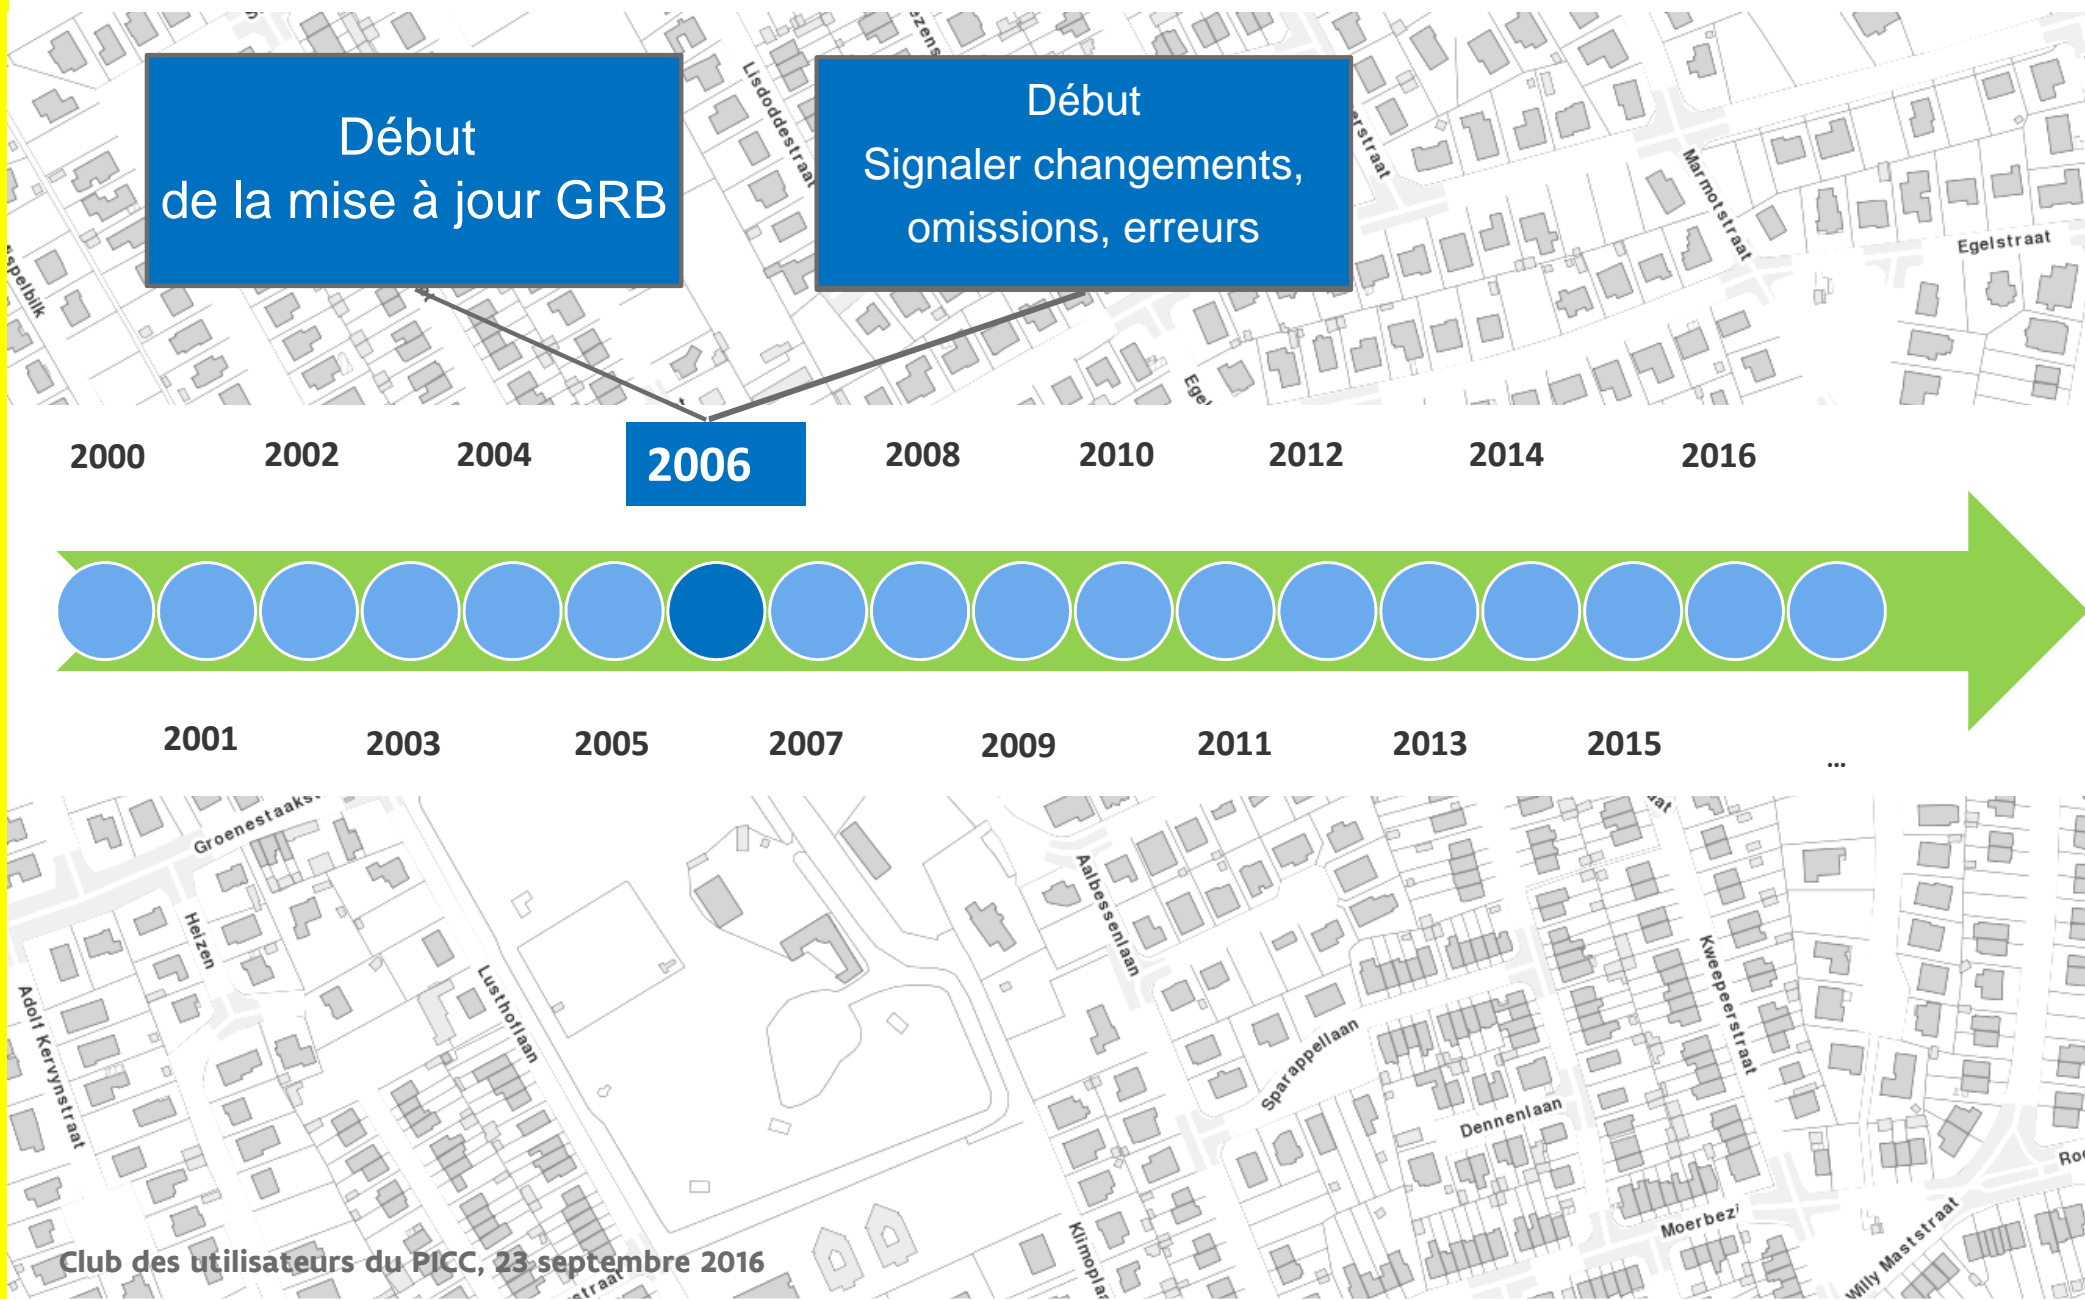 Lisdoddestraat
Marmotstraat
Egelstraat
Début
de la mise à jour GRB
Début
Signaler changements,
omissions, erreurs
2000
2002
2004
2006
2008
2010
2012
2014
2016
2001
2003
2005
2007
2009
2011
2013
2015
...
Heizen
Adolf Kervynstraat
Lusthoflaan
Aalbessenlaan
Sparappellaan
Dennenlaan
Kweepeerstraat
Willy Maststraat
Club des utilisateurs du PICC, 23 septembre 2016